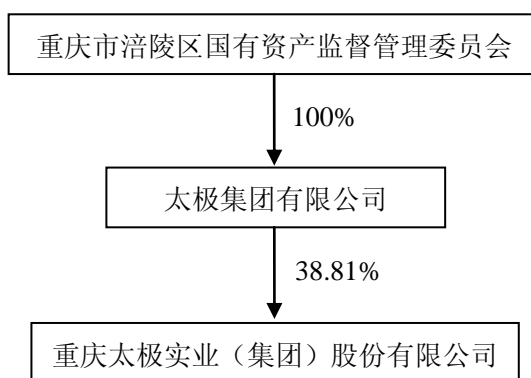 重庆市涪陵区国有资产监督管理委员会
100%
太极集团有限公司
38.81%
重庆太极实业（集团）股份有限公司